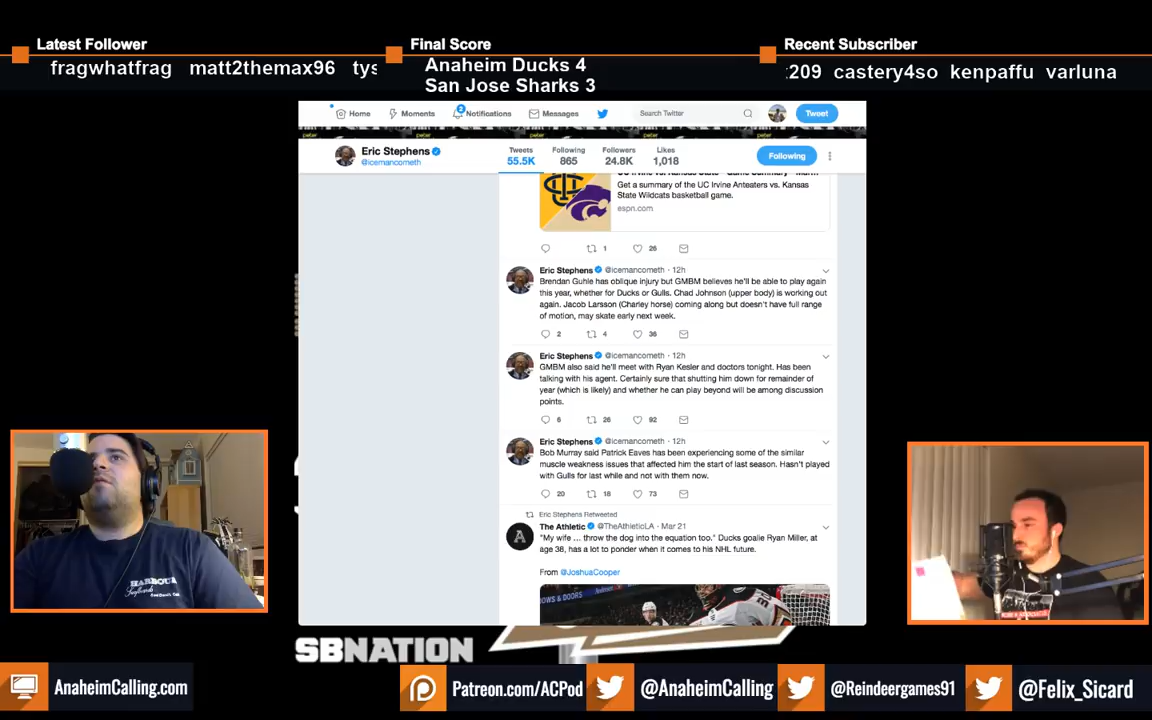 Latest Follower
fragwhatfrag matt2themax96
Final Score
Anaheim Ducks 4
San Jose Sharks 3
Recent Subscriber
209 castery4so kenpaffu varluna
Home Moments 2 Notifications Messages Search Twitter Tweet
Eric Stephens
@icemancometh
Tweets Following Followers Likes
55.5K 865 24.8K 1,018
Following
Get a summary of the UC Irvine Anteaters vs. Kansas
State Wildcats basketball game.
espn.com
1 26
Eric Stephens @icemancometh · 12h
Brendan Guhle has oblique injury but GMBM believes he'll be able to play again
this year, whether for Ducks or Gulls. Chad Johnson (upper body) is working out
again. Jacob Larsson (Charley horse) coming along but doesn't have full range
of motion, may skate early next week.
2 4 36
Eric Stephens @icemancometh · 12h
GMBM also said he'll meet with Ryan Kesler and doctors tonight. Has been
talking with his agent. Certainly sure that shutting him down for remainder of
year (which is likely) and whether he can play beyond will be among discussion
points.
6 26 92
Eric Stephens @icemancometh · 12h
Bob Murray said Patrick Eaves has been experiencing some of the similar
muscle weakness issues that affected him the start of last season. Hasn't played
with Gulls for last while and not with them now.
20 18 73
Eric Stephens Retweeted
The Athletic @TheAthleticLA · Mar 21
"My wife ... throw the dog into the equation too." Ducks goalie Ryan Miller, at
age 38, has a lot to ponder when it comes to his NHL future.
From @JoshuaCooper
SBNATION
AnaheimCalling.com
Patreon.com/ACPod
@AnaheimCalling
@Reindeergames91
@Felix_Sicard